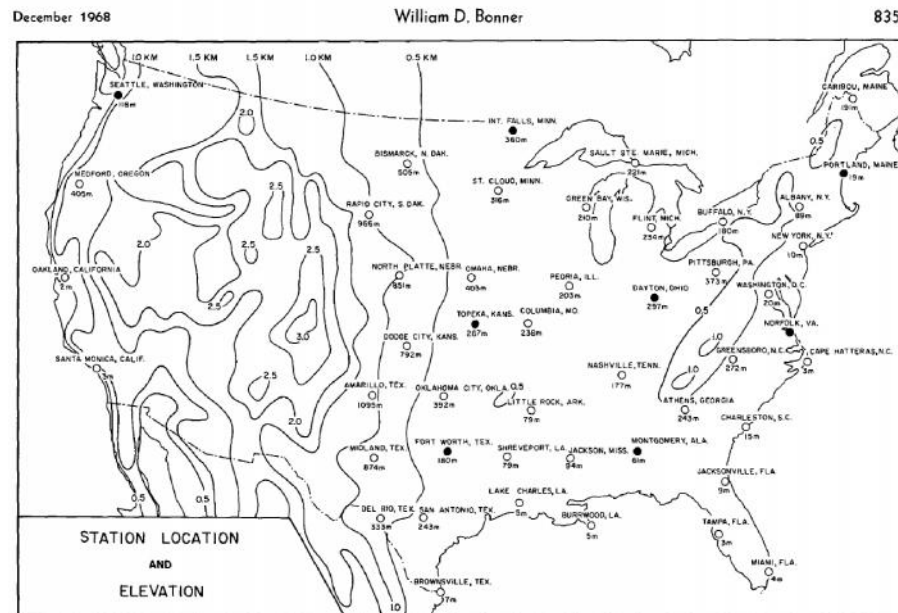 December 1968
William D. Bonner
835
1.0 KM
1.5 KM
1.5 KM
1.0 KM
0.5 KM
SEATTLE, WASHINGTON
118m
CARIBOU, MAINE
191m
2.0
INT. FALLS, MINN.
360m
0.5
BISMARCK, N. DAK.
505m
SAULT STE. MARIE, MICH.
221m
PORTLAND, MAINE
19m
MEDFORD, OREGON
405m
2.5
ST. CLOUD, MINN.
316m
RAPID CITY, S. DAK.
966m
GREEN BAY, WIS.
210m
FLINT, MICH.
234m
BUFFALO, N.Y.
180m
ALBANY, N.Y.
89m
2.0
2.5
2.5
NEW YORK, N.Y.
10m
OAKLAND, CALIFORNIA
2m
NORTH PLATTE, NEBR.
851m
OMAHA, NEBR.
405m
PEORIA, ILL.
203m
DAYTON, OHIO
297m
PITTSBURGH, PA.
373m
WASHINGTON, D.C.
20m
2.5
3.0
TOPEKA, KANS.
267m
COLUMBIA, MO.
238m
0.5
NORFOLK, VA.
DODGE CITY, KANS.
792m
1.0
GREENSBORO, N.C.
272m
CAPE HATTERAS, N.C.
3m
SANTA MONICA, CALIF.
3m
2.5
NASHVILLE, TENN.
177m
1.0
AMARILLO, TEX.
1095m
OKLAHOMA CITY, OKLA.
392m
0.5
LITTLE ROCK, ARK.
79m
ATHENS, GEORGIA
243m
2.0
CHARLESTON, S.C.
15m
MIDLAND, TEX.
874m
FORT WORTH, TEX.
180m
SHREVEPORT, LA.
79m
JACKSON, MISS.
94m
MONTGOMERY, ALA.
61m
JACKSONVILLE, FLA.
9m
0.5
0.5
1.5
LAKE CHARLES, LA.
5m
DEL RIO, TEX.
333m
SAN ANTONIO, TEX.
243m
BURRWOOD, LA.
5m
TAMPA, FLA.
3m
STATION LOCATION
AND
ELEVATION
BROWNSVILLE, TEX.
7m
1.0
MIAMI, FLA.
4m